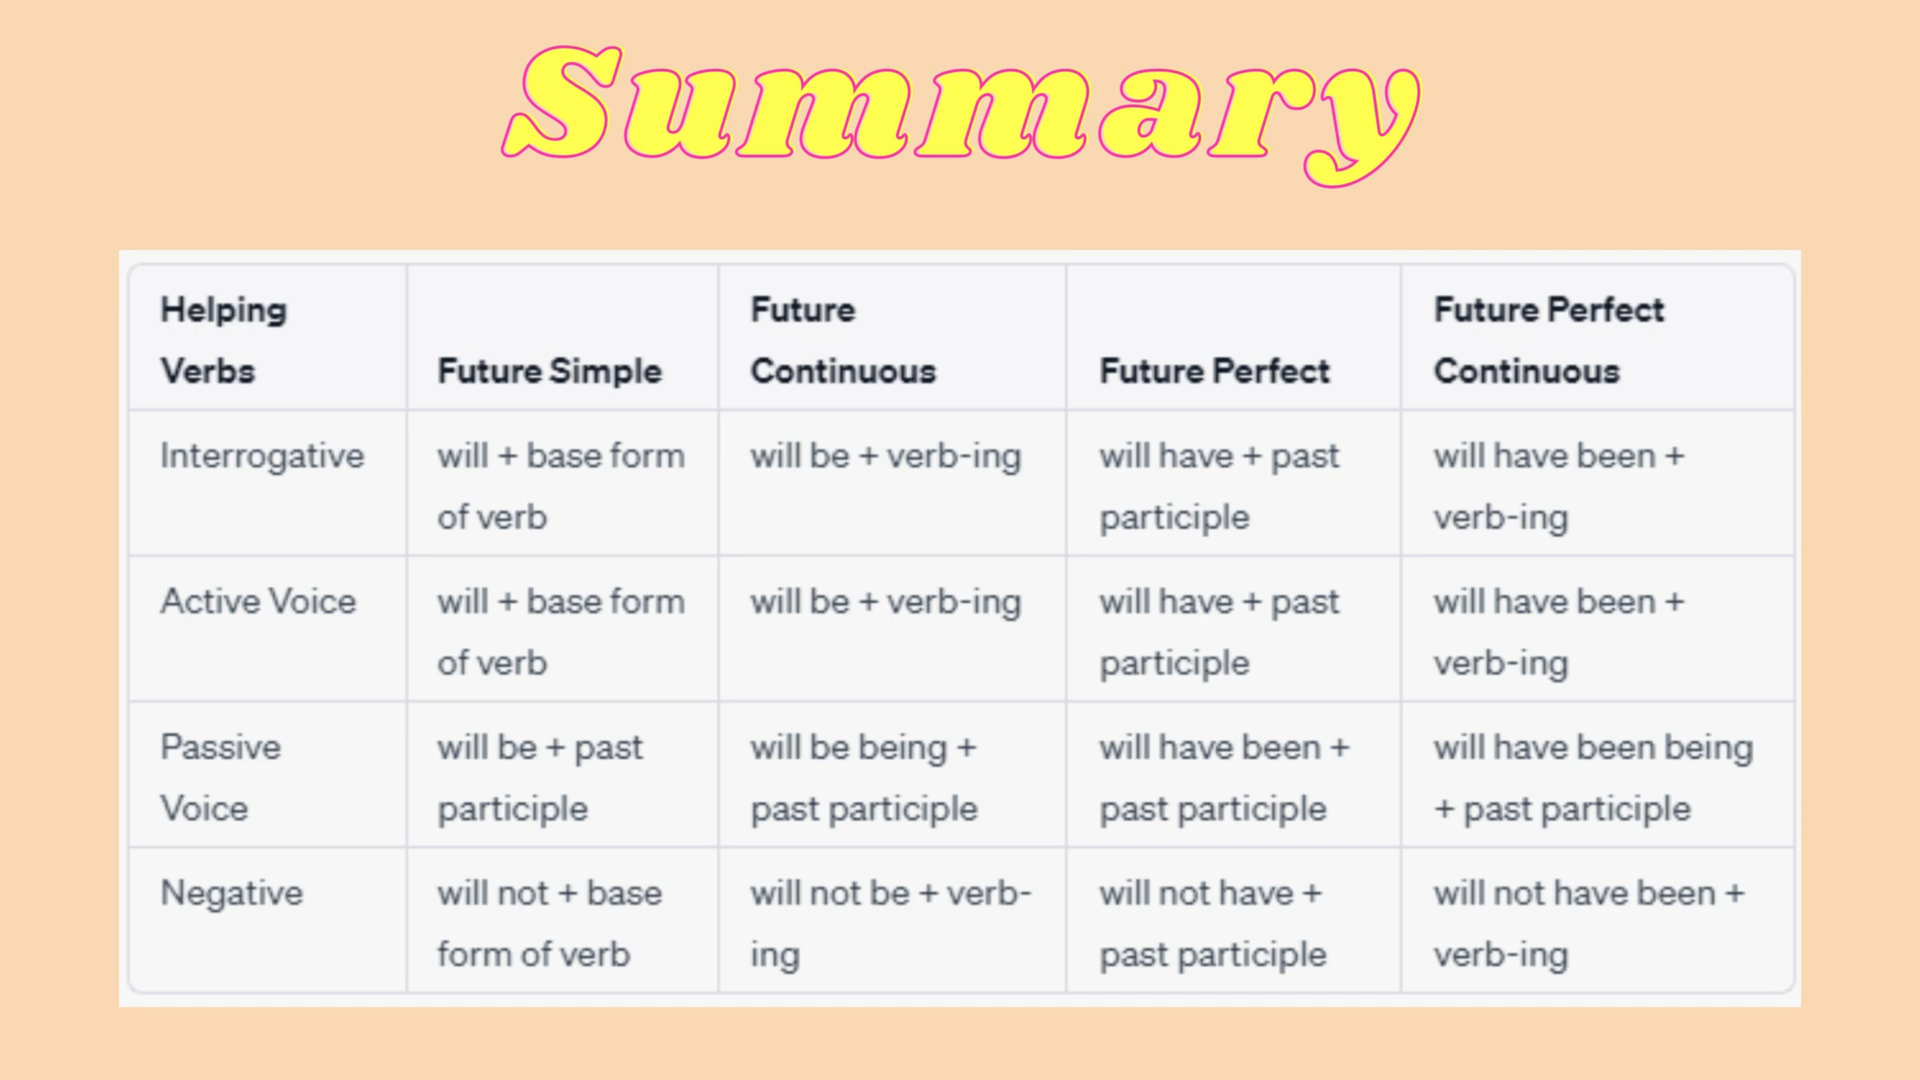 Summary
Helping Verbs | Future Simple | Future Continuous | Future Perfect | Future Perfect Continuous
Interrogative | will + base form of verb | will be + verb-ing | will have + past participle | will have been + verb-ing
Active Voice | will + base form of verb | will be + verb-ing | will have + past participle | will have been + verb-ing
Passive Voice | will be + past participle | will be being + past participle | will have been + past participle | will have been being + past participle
Negative | will not + base form of verb | will not be + verb-ing | will not have + past participle | will not have been + verb-ing